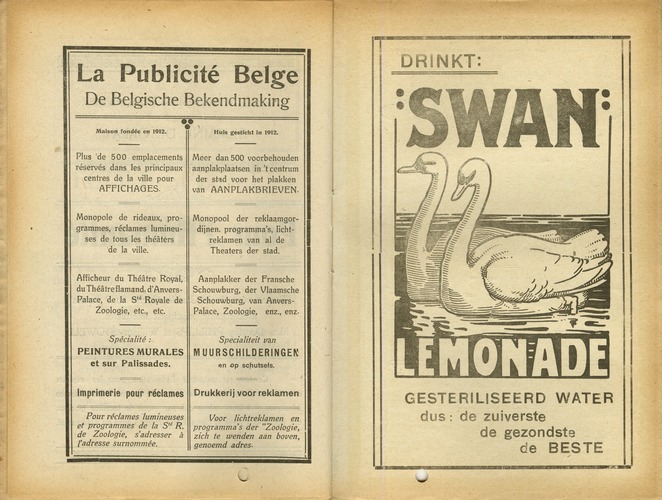 La Publicité Belge
De Belgische Bekendmaking
Maison fondée en 1912.
Plus de 500 emplacements
réservés dans les principaux
centres de la ville pour
AFFICHAGES.
Monopole de rideaux, pro-
grammes, réclames lumineu-
ses de tous les théâters
de la ville.
Afficheur du Théâtre Royal,
du Théâtre flamand. d'Anvers-
Palace, de la Sté Royale de
Zoologie, etc., etc.
Spécialité :
PEINTURES MURALES
et sur Palissades.
Imprimerie pour réclames
Pour réclames lumineuses
et programmes de la Sté R.
de Zoologie, s'adresser à
l'adresse surnommée.
Huis gesticht in 1912.
Meer dan 500 voorbehouden
aanplakplaatsen in 't centrum
der stad voor het plakken
van AANPLAKBRIEVEN.
Monopool der reklaamgor-
dijnen. programma's, licht-
reklamen van al de
Theaters der stad.
Aanplakker der Fransche
Schouwburg, der Vlaamsche
Schouwburg, van Anvers-
Palace, Zoologie, enz., enz.
Specialiteit van
MUURSCHILDERINGEN
en op schutsels.
Drukkerij voor reklamen
Voor lichtreklamen en
programma's der "Zoologie,
zich te wenden aan boven,
genoemd adres.
DRINKT:
:SWAN:
LEMONADE
GESTERILISEERD WATER
dus: de zuiverste
de gezondste
de BESTE